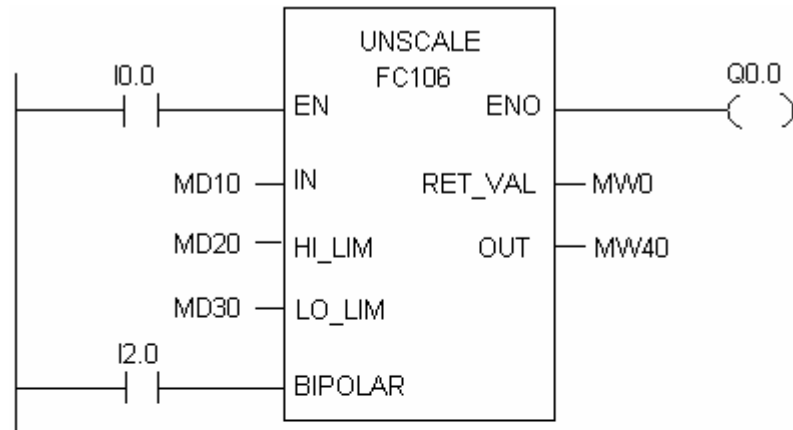 UNSCALE
I0.0 FC106 Q0.0
EN ENO
MD10 IN RET_VAL MW0
MD20 HI_LIM OUT MW40
MD30 LO_LIM
I2.0
BIPOLAR